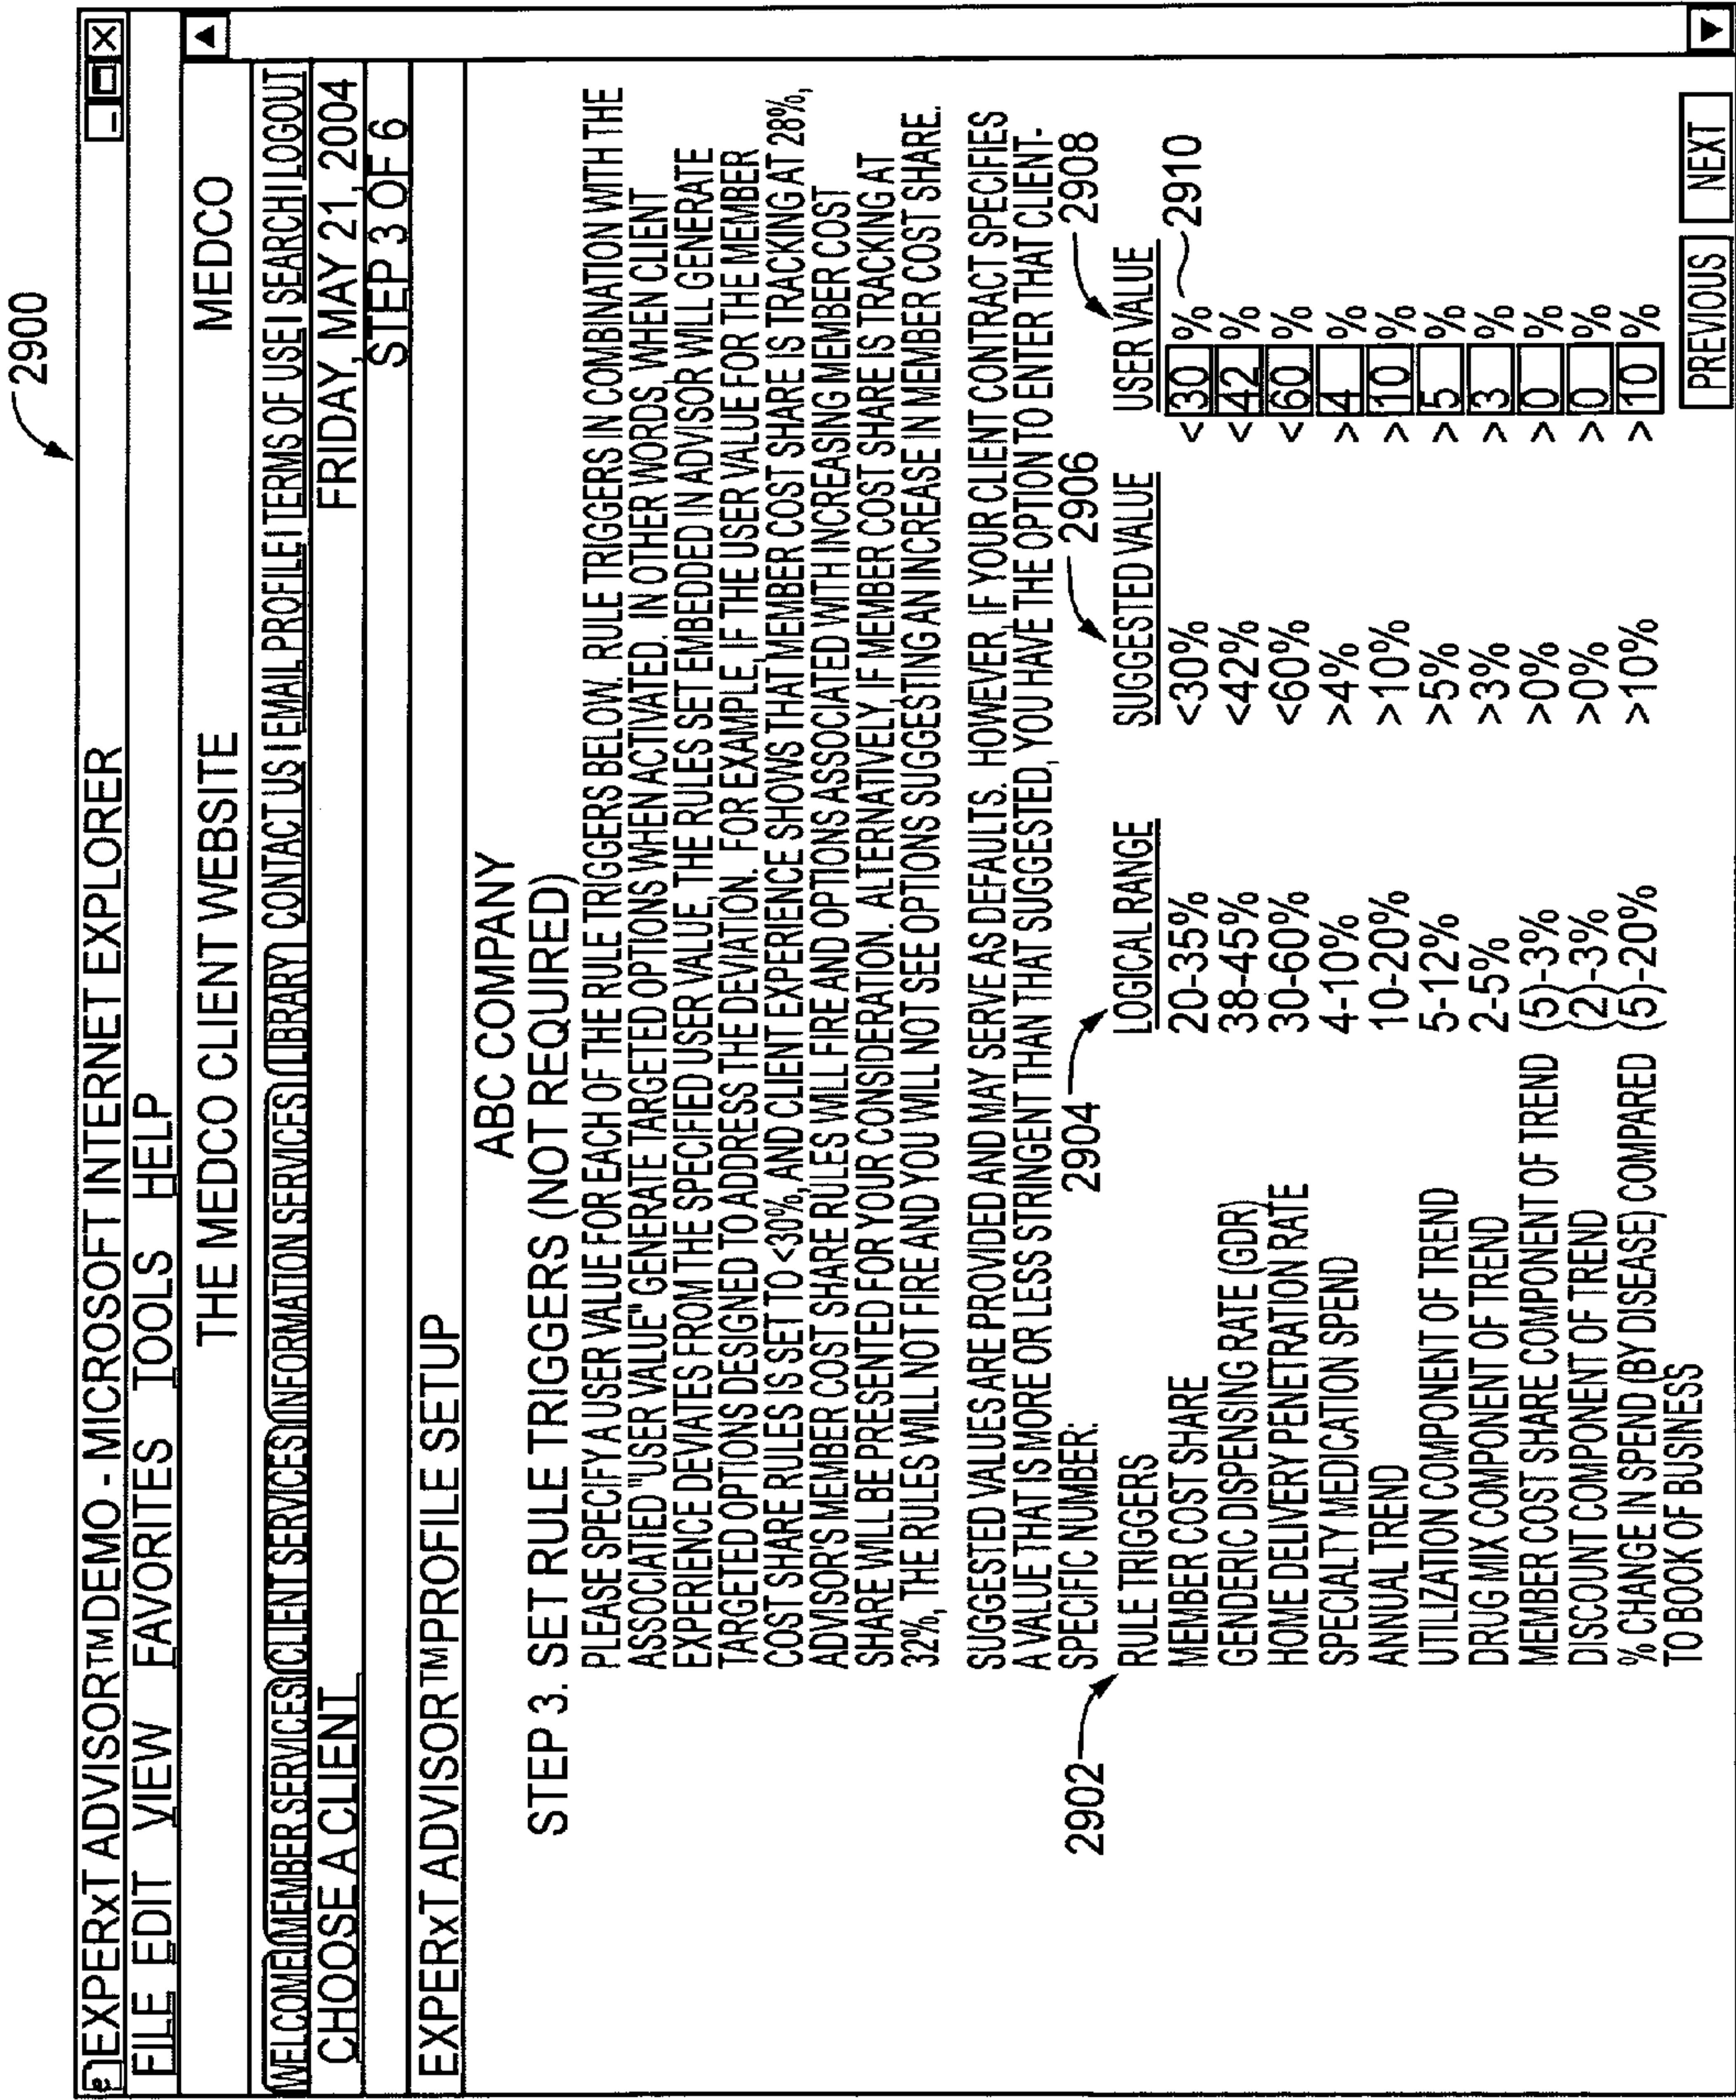 2900
EXPERxT ADVISOR™ DEMO - MICROSOFT INTERNET EXPLORER
FILE EDIT VIEW FAVORITES TOOLS HELP
THE MEDCO CLIENT WEBSITE MEDCO
WELCOME MEMBER SERVICES CLIENT SERVICES INFORMATION SERVICES LIBRARY CONTACT US | EMAIL PROFILE | TERMS OF USE | SEARCH | LOGOUT
CHOOSE A CLIENT FRIDAY, MAY 21, 2004
STEP 3 OF 6
EXPERxT ADVISOR™ PROFILE SETUP
ABC COMPANY
STEP 3. SET RULE TRIGGERS (NOT REQUIRED)
PLEASE SPECIFY A USER VALUE FOR EACH OF THE RULE TRIGGERS BELOW. RULE TRIGGERS IN COMBINATION WITH THE
ASSOCIATIED "USER VALUE" GENERATE TARGETED OPTIONS WHEN ACTIVATED. IN OTHER WORDS, WHEN CLIENT
EXPERIENCE DEVIATES FROM THE SPECIFIED USER VALUE, THE RULES SET EMBEDDED IN ADVISOR WILL GENERATE
TARGETED OPTIONS DESIGNED TO ADDRESS THE DEVIATION. FOR EXAMPLE, IF THE USER VALUE FOR THE MEMBER
COST SHARE RULES IS SET TO <30%, AND CLIENT EXPERIENCE SHOWS THAT MEMBER COST SHARE IS TRACKING AT 28%,
ADVISOR'S MEMBER COST SHARE RULES WILL FIRE AND OPTIONS ASSOCIATED WITH INCREASING MEMBER COST
SHARE WILL BE PRESENTED FOR YOUR CONSIDERATION. ALTERNATIVELY, IF MEMBER COST SHARE IS TRACKING AT
32%, THE RULES WILL NOT FIRE AND YOU WILL NOT SEE OPTIONS SUGGESTING AN INCREASE IN MEMBER COST SHARE.
SUGGESTED VALUES ARE PROVIDED AND MAY SERVE AS DEFAULTS. HOWEVER, IF YOUR CLIENT CONTRACT SPECIFIES
A VALUE THAT IS MORE OR LESS STRINGENT THAN THAT SUGGESTED, YOU HAVE THE OPTION TO ENTER THAT CLIENT-
SPECIFIC NUMBER:
2902 2904 2906 2908
RULE TRIGGERS LOGICAL RANGE SUGGESTED VALUE USER VALUE
MEMBER COST SHARE 20-35% <30% < 30 % 2910
GENDERIC DISPENSING RATE (GDR) 38-45% <42% < 42 %
HOME DELIVERY PENETRATION RATE 30-60% <60% < 60 %
SPECIALTY MEDICATION SPEND 4-10% >4% > 4 %
ANNUAL TREND 10-20% >10% > 10 %
UTILIZATION COMPONENT OF TREND 5-12% >5% > 5 %
DRUG MIX COMPONENT OF TREND 2-5% >3% > 3 %
MEMBER COST SHARE COMPONENT OF TREND (5)-3% >0% > 0 %
DISCOUNT COMPONENT OF TREND (2)-3% >0% > 0 %
% CHANGE IN SPEND (BY DISEASE) COMPARED (5)-20% >10% > 10 %
TO BOOK OF BUSINESS
PREVIOUS NEXT